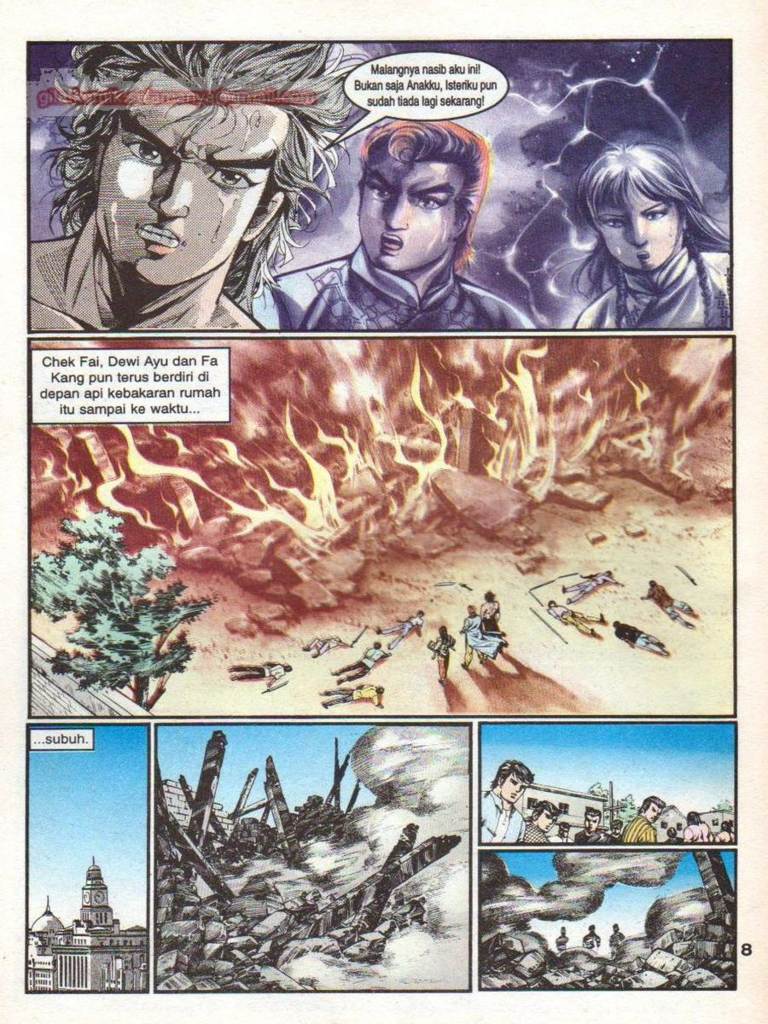 Malangnya nasib aku ini!
Bukan saja Anakku, Isteriku pun
sudah tiada lagi sekarang!
Chek Fai, Dewi Ayu dan Fa
Kang pun terus berdiri di
depan api kebakaran rumah
itu sampai ke waktu...
...subuh.
8